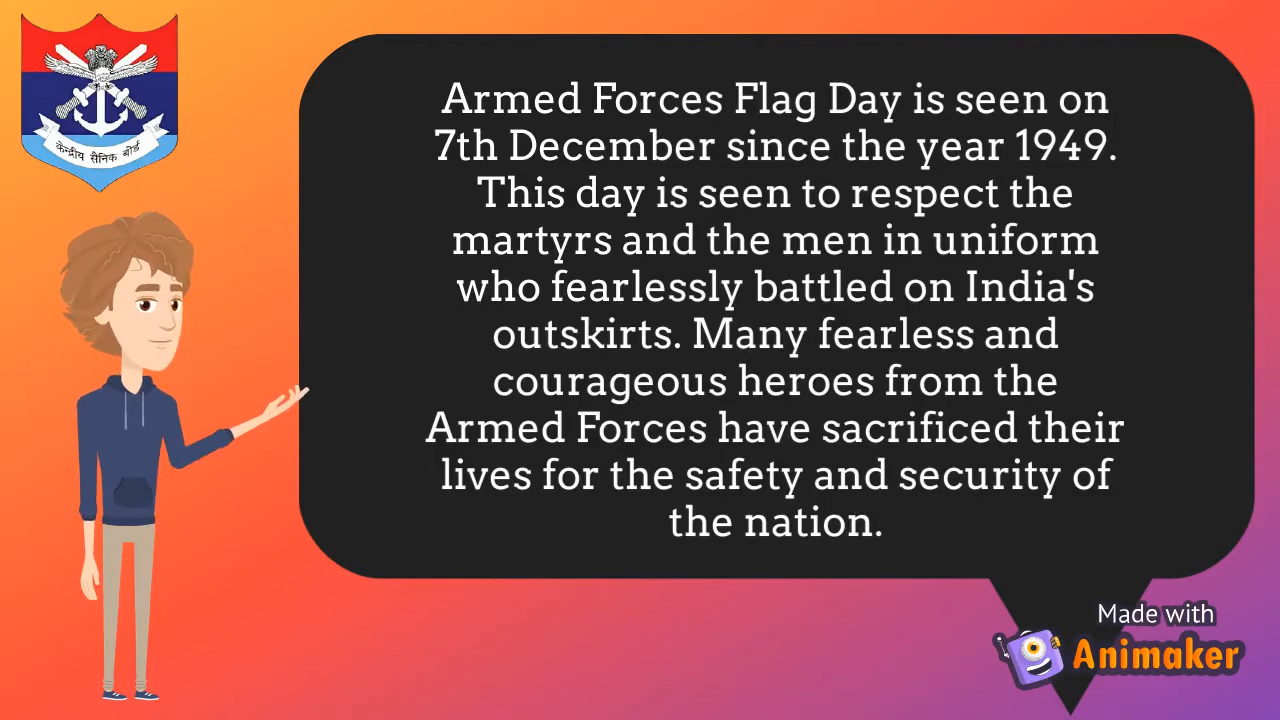 केन्द्रीय सैनिक बोर्ड
Armed Forces Flag Day is seen on
7th December since the year 1949.
This day is seen to respect the
martyrs and the men in uniform
who fearlessly battled on India's
outskirts. Many fearless and
courageous heroes from the
Armed Forces have sacrificed their
lives for the safety and security of
the nation.
Made with
Animaker